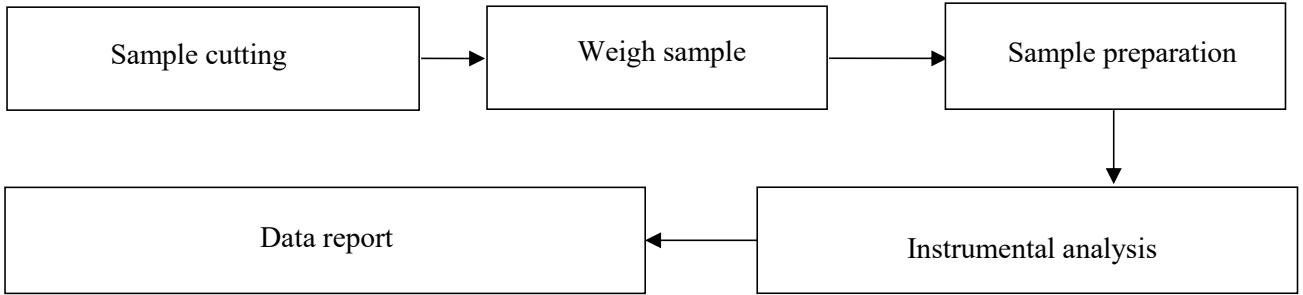 Sample cutting
Weigh sample
Sample preparation
Instrumental analysis
Data report